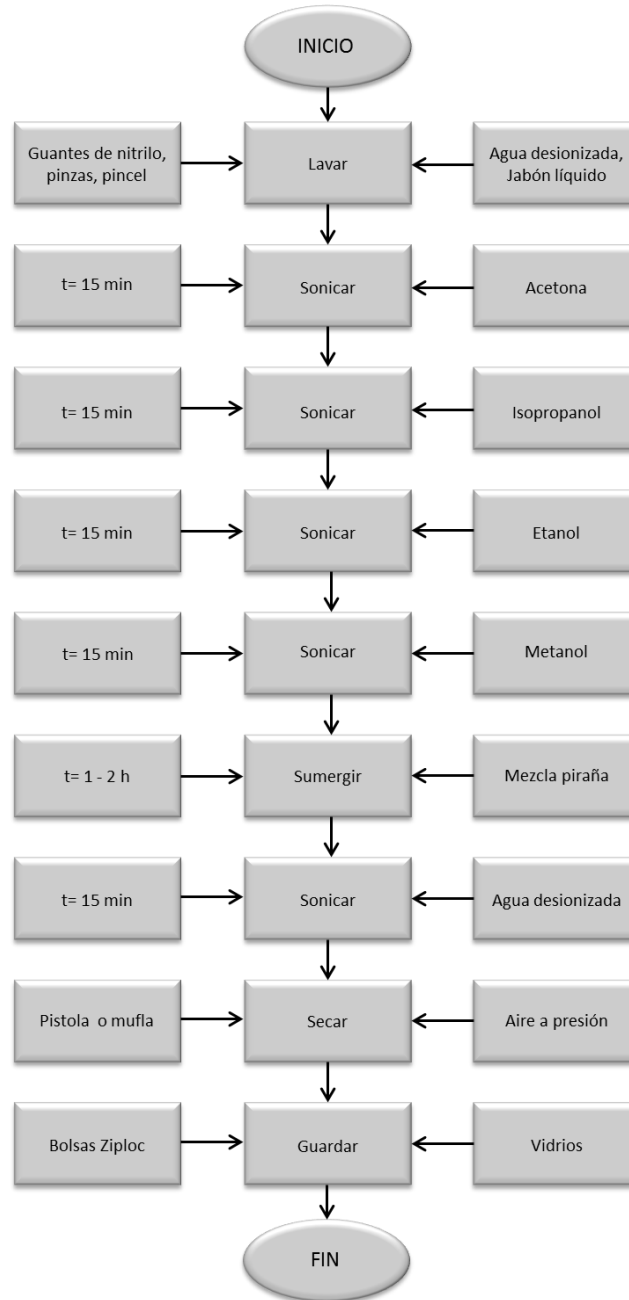 INICIO
Guantes de nitrilo,
pinzas, pincel
Lavar
Agua desionizada,
Jabón líquido
t= 15 min
Sonicar
Acetona
t= 15 min
Sonicar
Isopropanol
t= 15 min
Sonicar
Etanol
t= 15 min
Sonicar
Metanol
t= 1 - 2 h
Sumergir
Mezcla piraña
t= 15 min
Sonicar
Agua desionizada
Pistola o mufla
Secar
Aire a presión
Bolsas Ziploc
Guardar
Vidrios
FIN